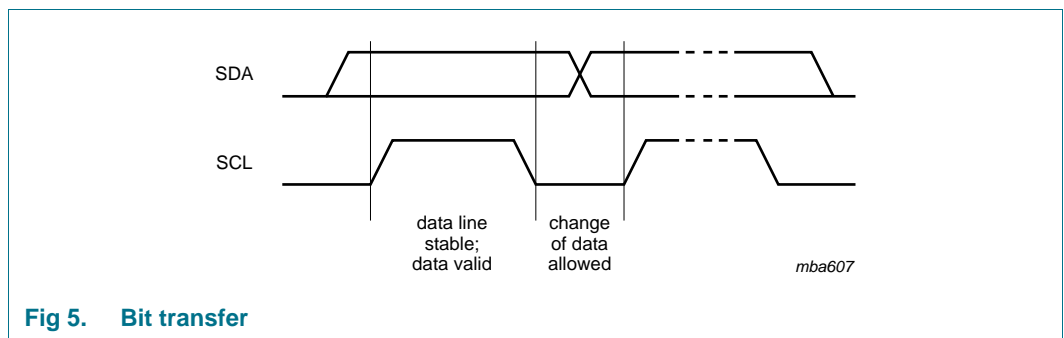 SDA
SCL
data line
stable;
data valid
change
of data
allowed
mba607
Fig 5. Bit transfer